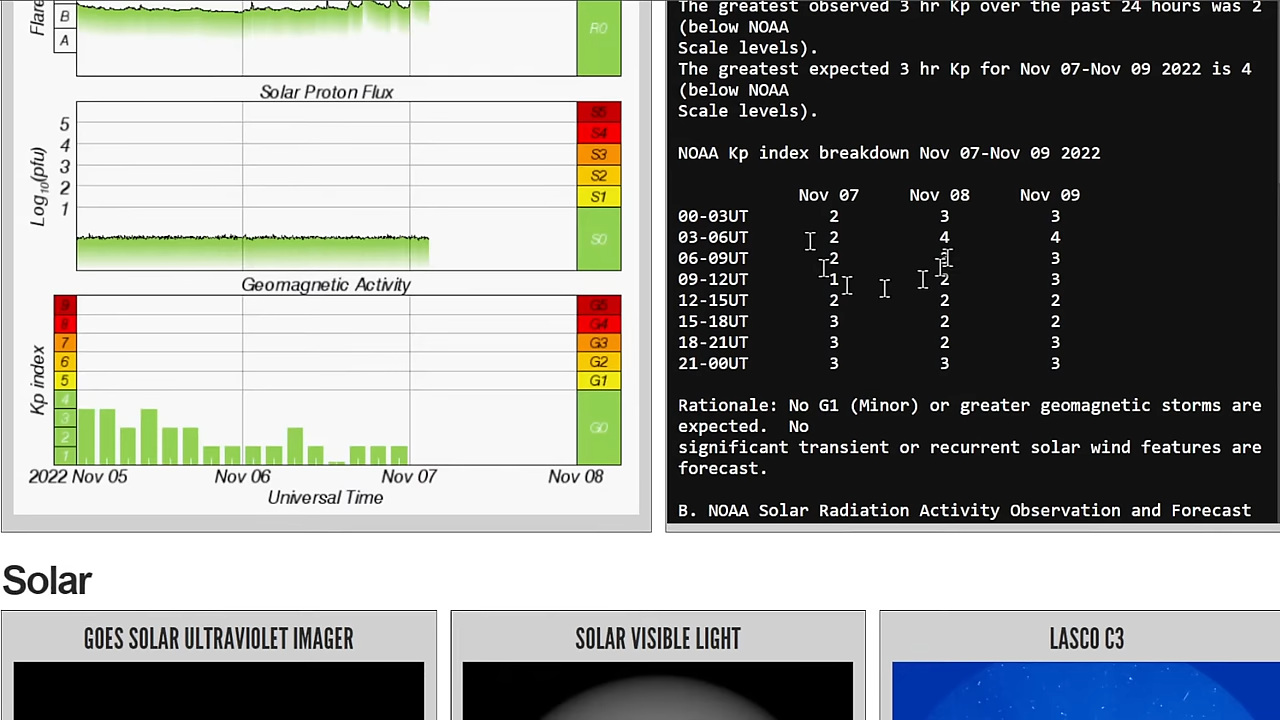 Flare
B
A
R0
Solar Proton Flux
Log10(pfu)
5
4
3
2
1
S5
S4
S3
S2
S1
S0
Geomagnetic Activity
Kp index
9
8
7
6
5
4
3
2
1
G5
G4
G3
G2
G1
G0
2022 Nov 05 Nov 06 Nov 07 Nov 08
Universal Time
The greatest observed 3 hr Kp over the past 24 hours was 2
(below NOAA
Scale levels).
The greatest expected 3 hr Kp for Nov 07-Nov 09 2022 is 4
(below NOAA
Scale levels).
NOAA Kp index breakdown Nov 07-Nov 09 2022
Nov 07 Nov 08 Nov 09
00-03UT 2 3 3
03-06UT 2 4 4
06-09UT 2 3
09-12UT 1 2 3
12-15UT 2 2 2
15-18UT 3 2 2
18-21UT 3 2 3
21-00UT 3 3 3
Rationale: No G1 (Minor) or greater geomagnetic storms are
expected. No
significant transient or recurrent solar wind features are
forecast.
B. NOAA Solar Radiation Activity Observation and Forecast
Solar
GOES SOLAR ULTRAVIOLET IMAGER
SOLAR VISIBLE LIGHT
LASCO C3